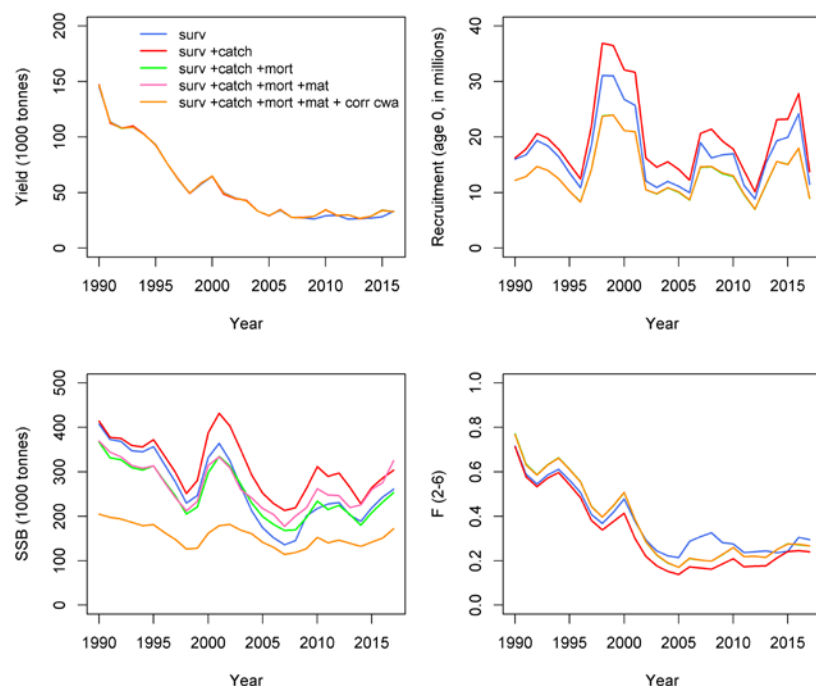 200
150
100
50
0
Yield (1000 tonnes)
surv
surv +catch
surv +catch +mort
surv +catch +mort +mat
surv +catch +mort +mat + corr cwa
1990 1995 2000 2005 2010 2015
Year
40
30
20
10
0
Recruitment (age 0, in millions)
1990 1995 2000 2005 2010 2015
Year
500
400
300
200
100
0
SSB (1000 tonnes)
1990 1995 2000 2005 2010 2015
Year
1.0
0.8
0.6
0.4
0.2
0.0
F (2-6)
1990 1995 2000 2005 2010 2015
Year